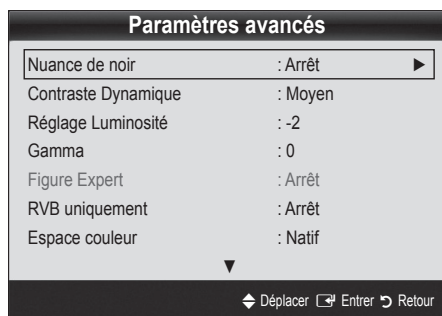 Paramètres avancés
Nuance de noir : Arrêt ►
Contraste Dynamique : Moyen
Réglage Luminosité : -2
Gamma : 0
Figure Expert : Arrêt
RVB uniquement : Arrêt
Espace couleur : Natif
▼
Déplacer Entrer Retour